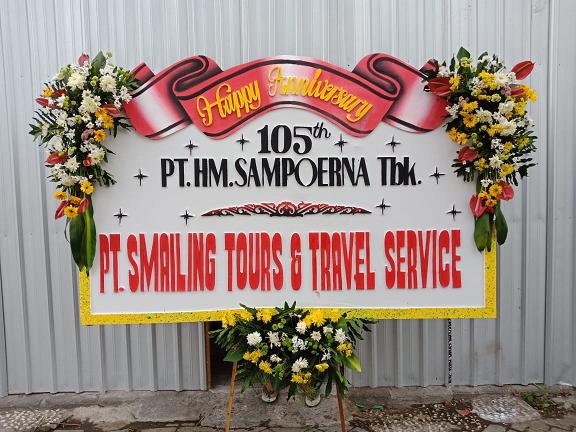 Happy Anniversary
105th
PT.HM.SAMPOERNA Tbk.
PT. SMAILING TOURS & TRAVEL SERVICE